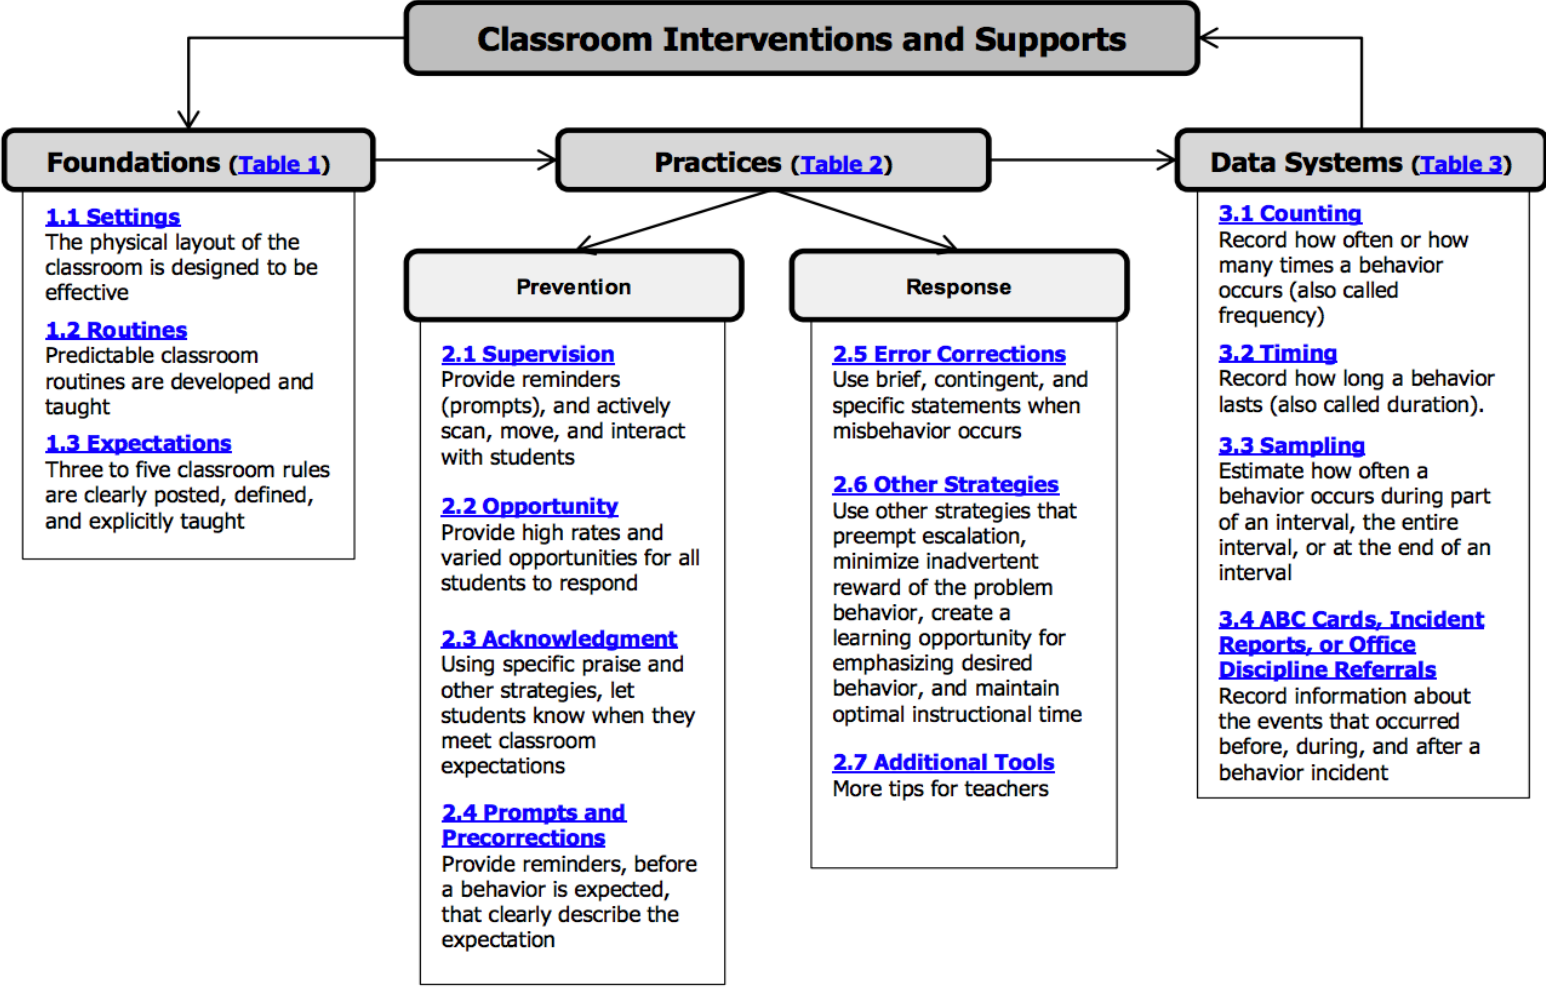 Classroom Interventions and Supports
Foundations (Table 1)
1.1 Settings
The physical layout of the
classroom is designed to be
effective
1.2 Routines
Predictable classroom
routines are developed and
taught
1.3 Expectations
Three to five classroom rules
are clearly posted, defined,
and explicitly taught
Practices (Table 2)
Prevention
2.1 Supervision
Provide reminders
(prompts), and actively
scan, move, and interact
with students
2.2 Opportunity
Provide high rates and
varied opportunities for all
students to respond
2.3 Acknowledgment
Using specific praise and
other strategies, let
students know when they
meet classroom
expectations
2.4 Prompts and
Precorrections
Provide reminders, before
a behavior is expected,
that clearly describe the
expectation
Response
2.5 Error Corrections
Use brief, contingent, and
specific statements when
misbehavior occurs
2.6 Other Strategies
Use other strategies that
preempt escalation,
minimize inadvertent
reward of the problem
behavior, create a
learning opportunity for
emphasizing desired
behavior, and maintain
optimal instructional time
2.7 Additional Tools
More tips for teachers
Data Systems (Table 3)
3.1 Counting
Record how often or how
many times a behavior
occurs (also called
frequency)
3.2 Timing
Record how long a behavior
lasts (also called duration).
3.3 Sampling
Estimate how often a
behavior occurs during part
of an interval, the entire
interval, or at the end of an
interval
3.4 ABC Cards, Incident
Reports, or Office
Discipline Referrals
Record information about
the events that occurred
before, during, and after a
behavior incident